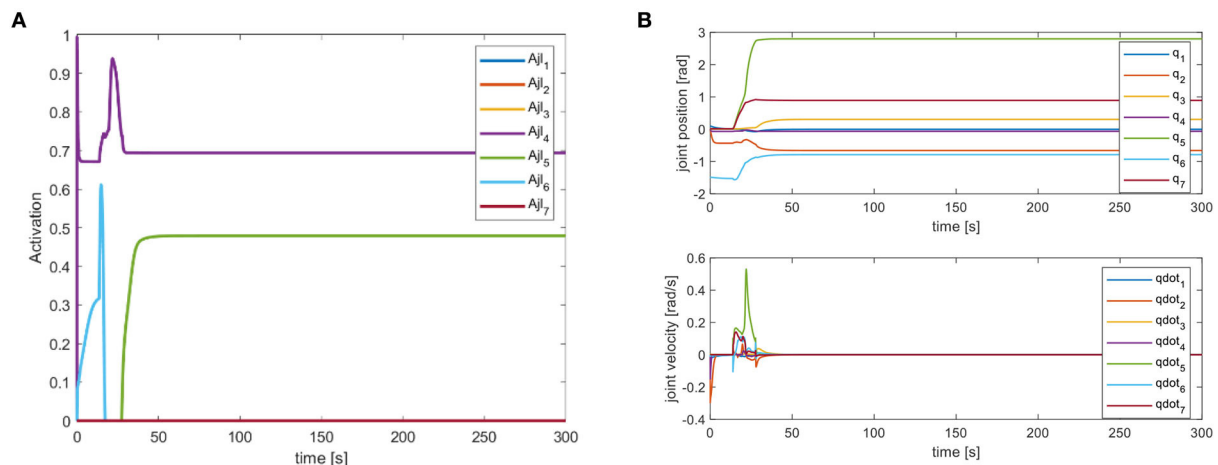 A
Activation
1
0.9
0.8
0.7
0.6
0.5
0.4
0.3
0.2
0.1
0
0 50 100 150 200 250 300
time [s]
Ajl1
Ajl2
Ajl3
Ajl4
Ajl5
Ajl6
Ajl7
B
joint position [rad]
3
2
1
0
-1
-2
0 50 100 150 200 250 300
time [s]
q1
q2
q3
q4
q5
q6
q7
joint velocity [rad/s]
0.6
0.4
0.2
0
-0.2
-0.4
0 50 100 150 200 250 300
time [s]
qdot1
qdot2
qdot3
qdot4
qdot5
qdot6
qdot7